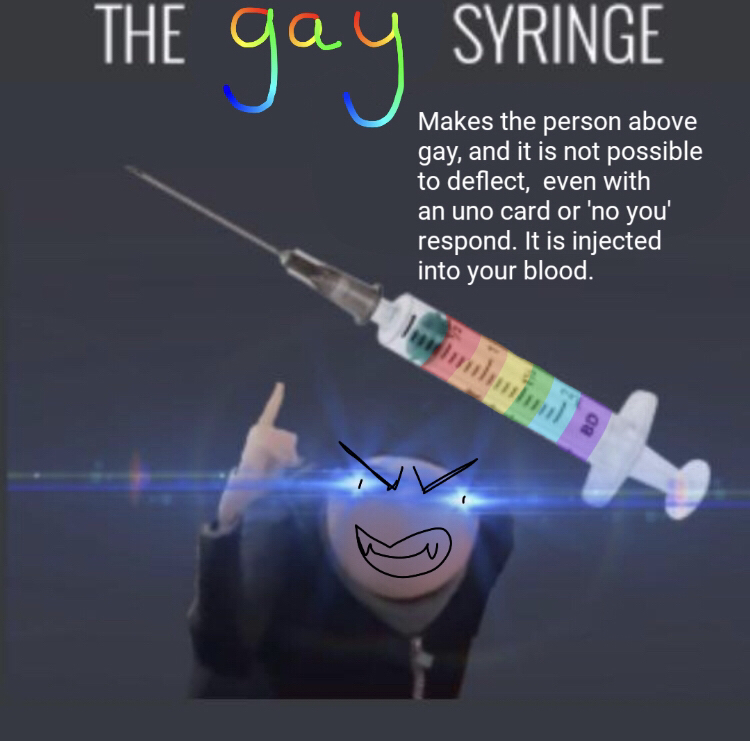 THE gay SYRINGE
Makes the person above
gay, and it is not possible
to deflect, even with
an uno card or 'no you'
respond. It is injected
into your blood.
BD